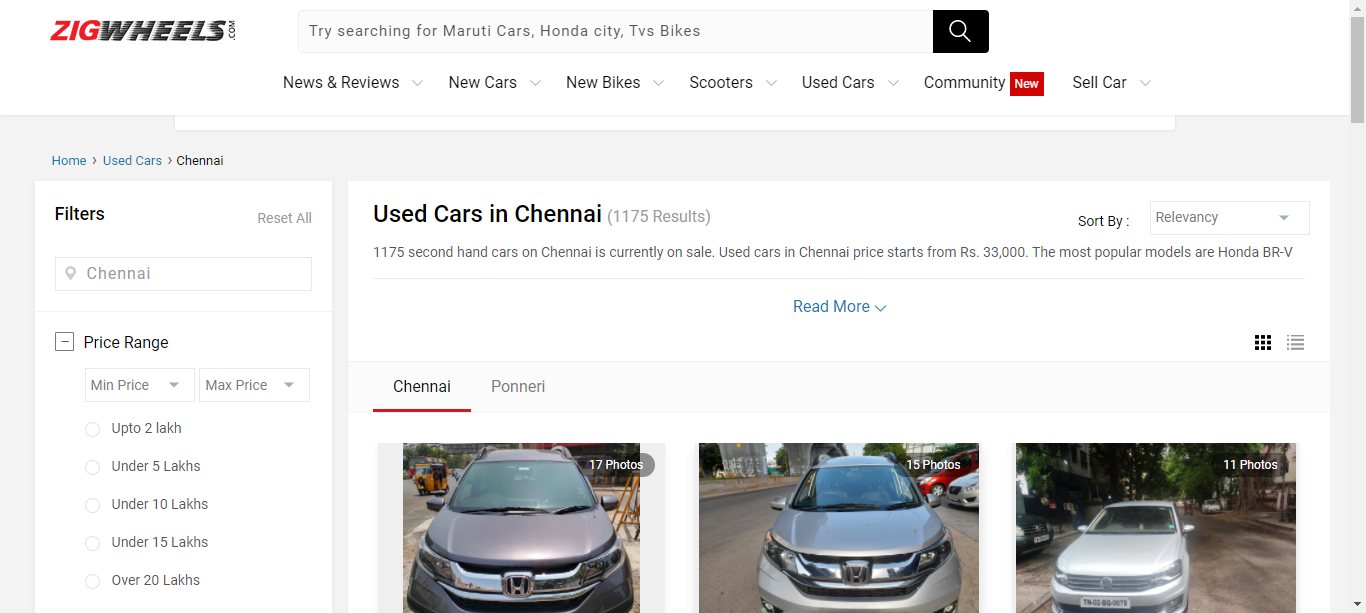 ZIGWHEELS.COM
Try searching for Maruti Cars, Honda city, Tvs Bikes
News & Reviews New Cars New Bikes Scooters Used Cars Community New Sell Car
Home › Used Cars › Chennai
Filters
Reset All
Chennai
Price Range
Min Price Max Price
Upto 2 lakh
Under 5 Lakhs
Under 10 Lakhs
Under 15 Lakhs
Over 20 Lakhs
Used Cars in Chennai (1175 Results)
Sort By : Relevancy
1175 second hand cars on Chennai is currently on sale. Used cars in Chennai price starts from Rs. 33,000. The most popular models are Honda BR-V
Read More
Chennai Ponneri
17 Photos
15 Photos
11 Photos
TN-02-BQ-0078